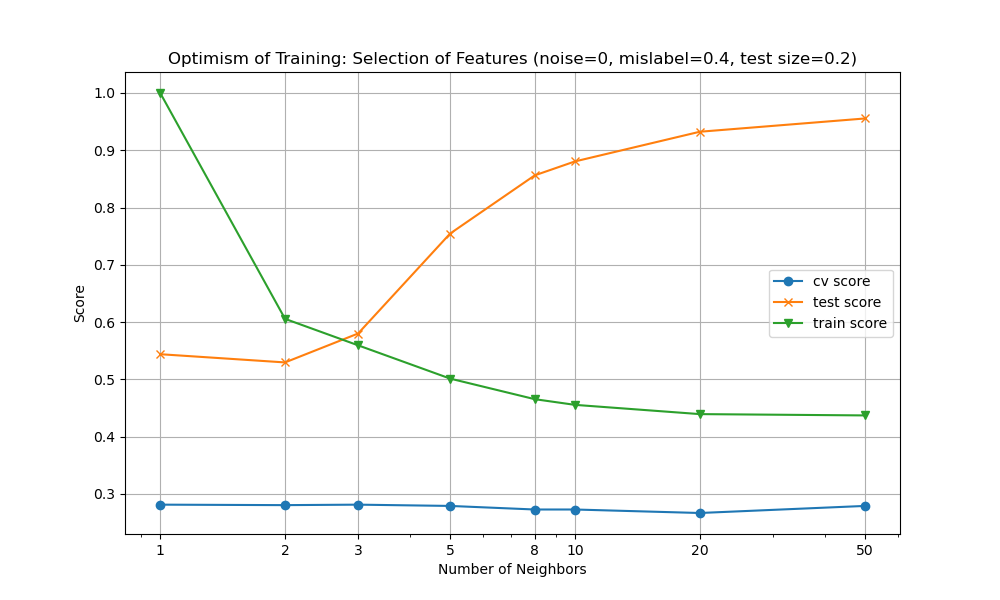 Optimism of Training: Selection of Features (noise=0, mislabel=0.4, test size=0.2)
1.0
0.9
0.8
0.7
0.6
0.5
0.4
0.3
Score
cv score
test score
train score
1 2 3 5 8 10 20 50
Number of Neighbors